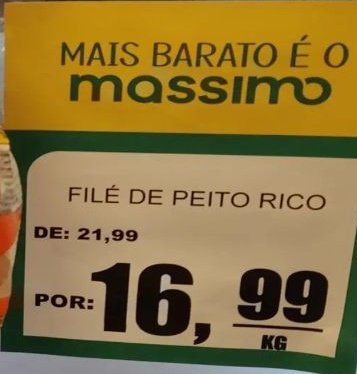 MAIS BARATO É O
massimo
FILÉ DE PEITO RICO
DE: 21,99
POR: 16,99
KG